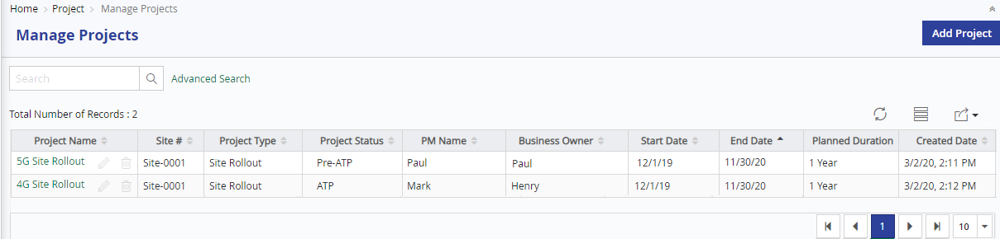 Home > Project > Manage Projects
Manage Projects
Add Project
Search
Advanced Search
Total Number of Records : 2
Project Name Site # Project Type Project Status PM Name Business Owner Start Date End Date Planned Duration Created Date
5G Site Rollout Site-0001 Site Rollout Pre-ATP Paul Paul 12/1/19 11/30/20 1 Year 3/2/20, 2:11 PM
4G Site Rollout Site-0001 Site Rollout ATP Mark Henry 12/1/19 11/30/20 1 Year 3/2/20, 2:12 PM
1 10